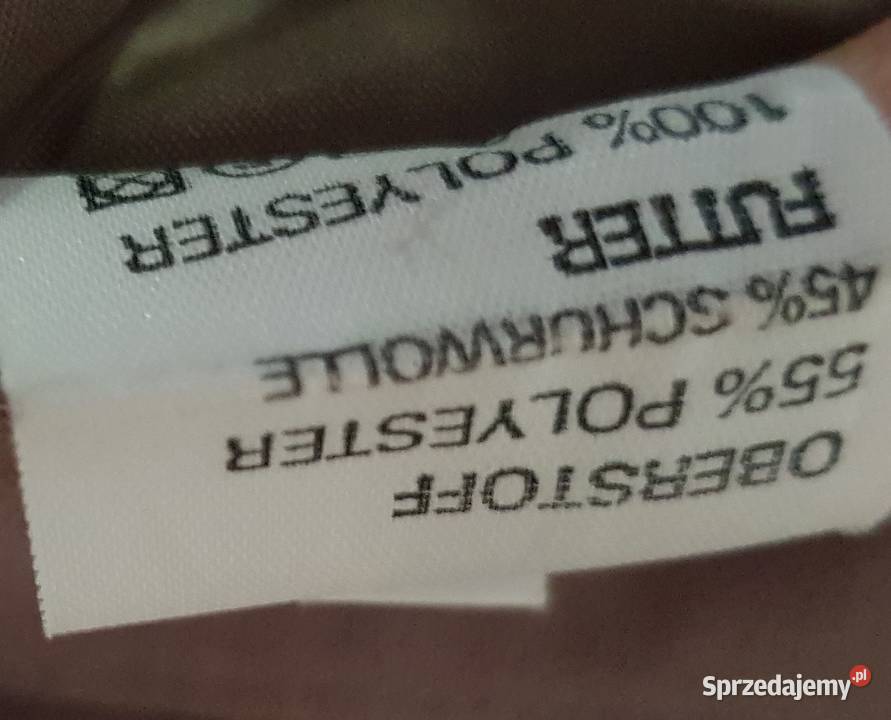 OBERSTOFF
55% POLYESTER
45% SCHURWOLLE
FUTTER
100% POLYESTER
Sprzedajemy.pl